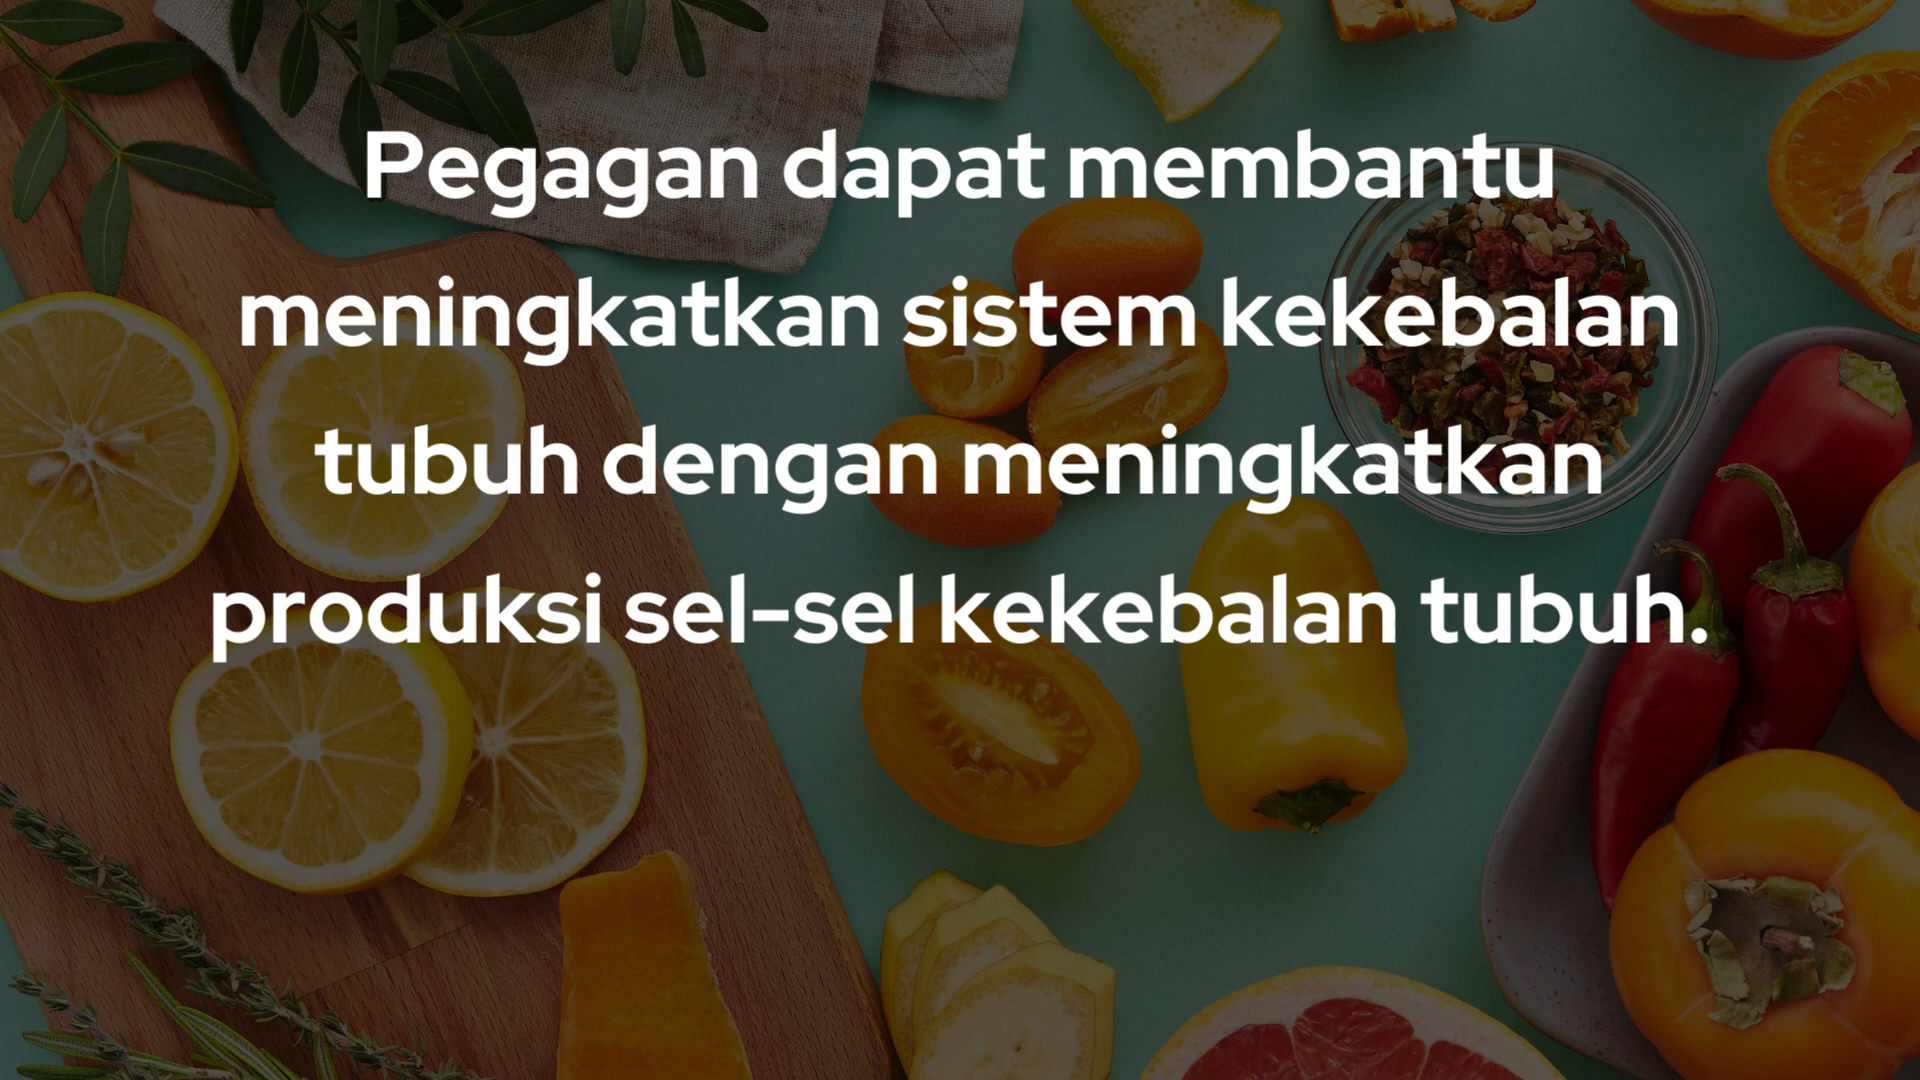 Pegagan dapat membantu
meningkatkan sistem kekebalan
tubuh dengan meningkatkan
produksi sel-sel kekebalan tubuh.